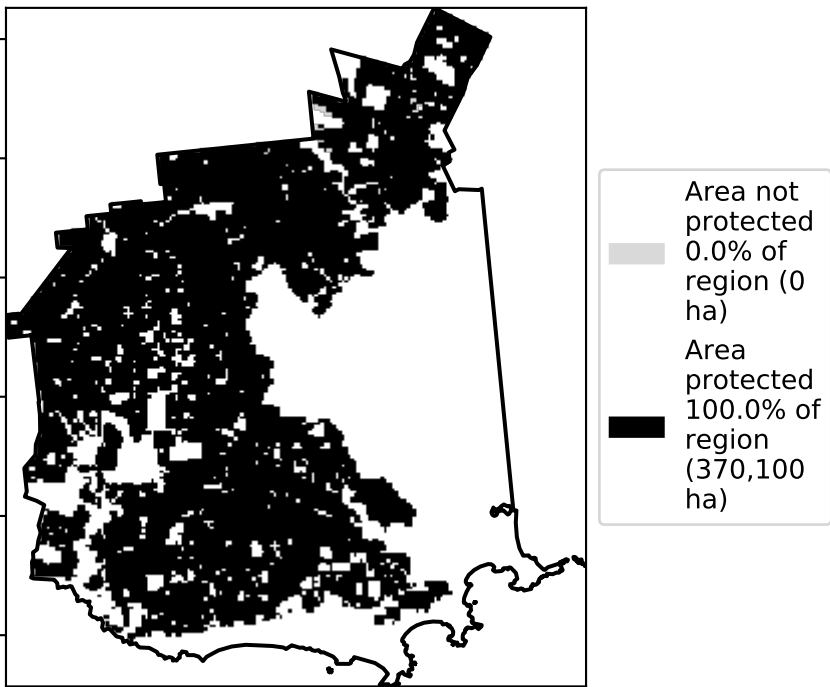 Area not
protected
0.0% of
region (0
ha)
Area
protected
100.0% of
region
(370,100
ha)